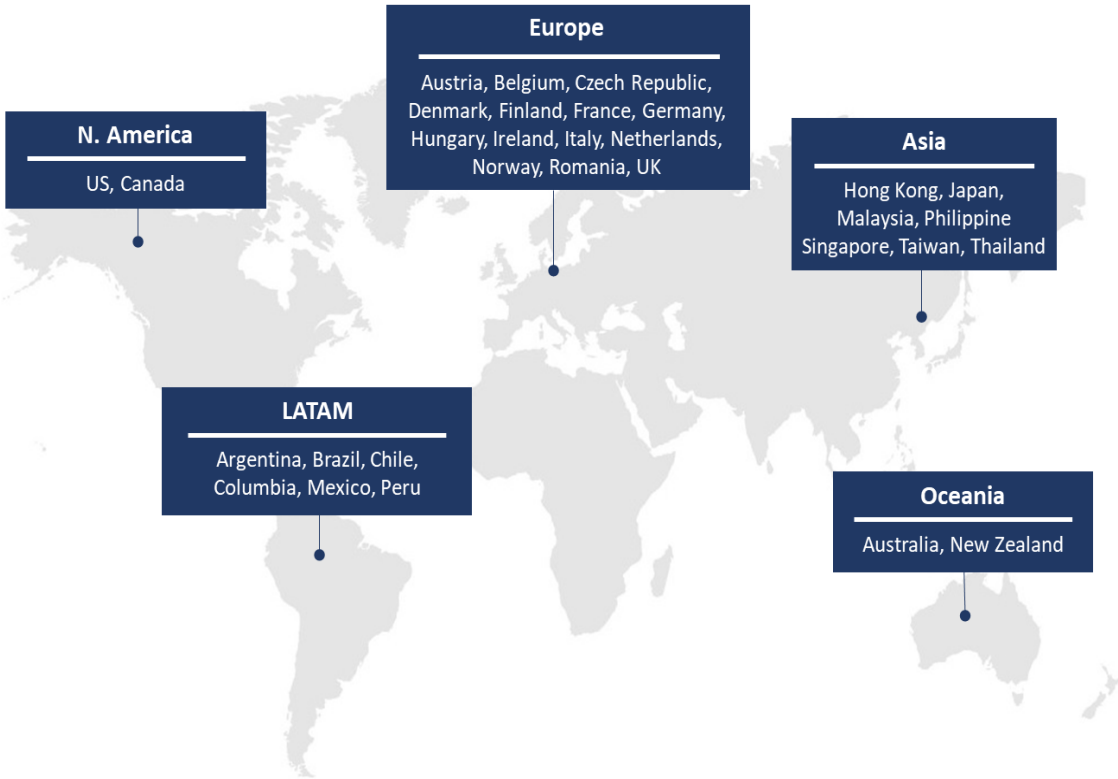 Europe
Austria, Belgium, Czech Republic,
Denmark, Finland, France, Germany,
Hungary, Ireland, Italy, Netherlands,
Norway, Romania, UK
N. America
US, Canada
Asia
Hong Kong, Japan,
Malaysia, Philippine
Singapore, Taiwan, Thailand
LATAM
Argentina, Brazil, Chile,
Columbia, Mexico, Peru
Oceania
Australia, New Zealand